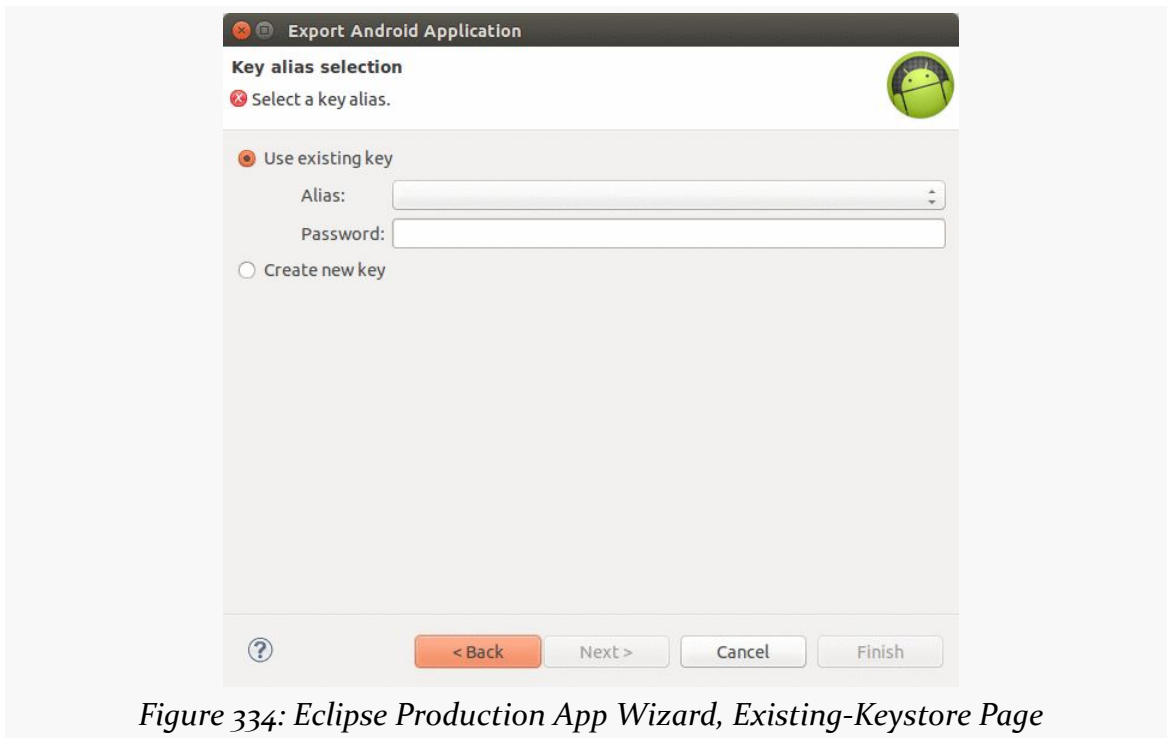 Export Android Application
Key alias selection
Select a key alias.
Use existing key
Alias:
Password:
Create new key
< Back Next > Cancel Finish
Figure 334: Eclipse Production App Wizard, Existing-Keystore Page